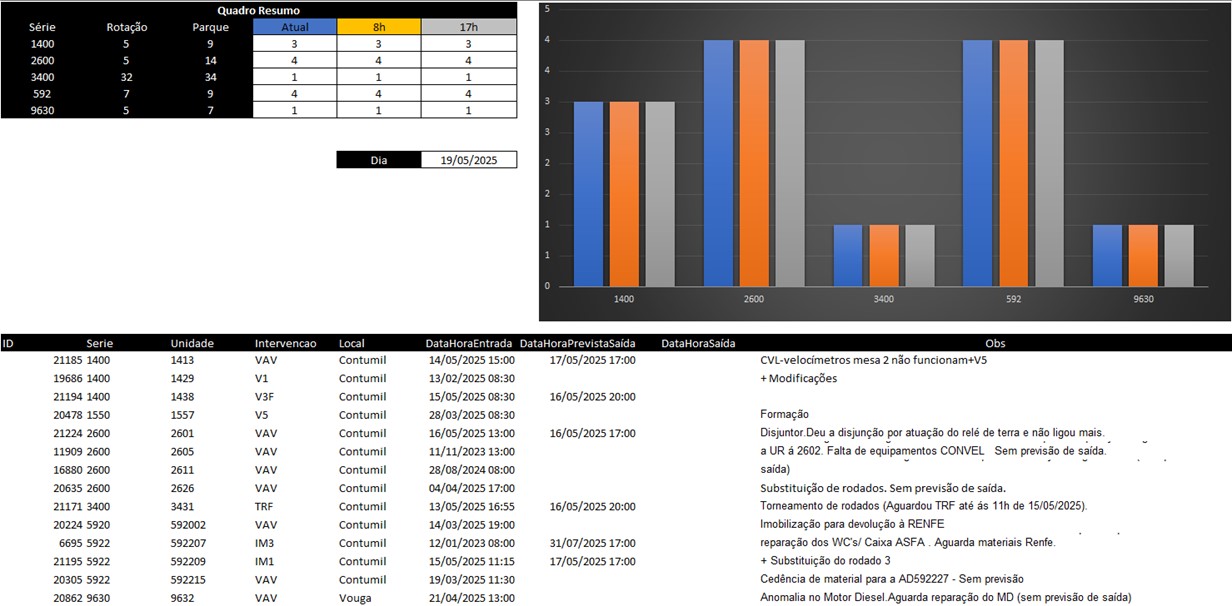 Quadro Resumo
Série Rotação Parque Atual 8h 17h
1400 5 9 3 3 3
2600 5 14 4 4 4
3400 32 34 1 1 1
592 7 9 4 4 4
9630 5 7 1 1 1
Dia 19/05/2025
5
4
4
3
3
2
2
1
1
0
1400 2600 3400 592 9630
ID Serie Unidade Intervencao Local DataHoraEntrada DataHoraPrevistaSaída DataHoraSaída Obs
21185 1400 1413 VAV Contumil 14/05/2025 15:00 17/05/2025 17:00 CVL-velocímetros mesa 2 não funcionam+V5
19686 1400 1429 V1 Contumil 13/02/2025 08:30 + Modificações
21194 1400 1438 V3F Contumil 15/05/2025 08:30 16/05/2025 20:00
20478 1550 1557 V5 Contumil 28/03/2025 08:30 Formação
21224 2600 2601 VAV Contumil 16/05/2025 13:00 16/05/2025 17:00 Disjuntor.Deu a disjunção por atuação do relé de terra e não ligou mais.
11909 2600 2605 VAV Contumil 11/11/2023 13:00 a UR á 2602. Falta de equipamentos CONVEL Sem previsão de saída.
16880 2600 2611 VAV Contumil 28/08/2024 08:00 saída)
20635 2600 2626 VAV Contumil 04/04/2025 17:00 Substituição de rodados. Sem previsão de saída.
21171 3400 3431 TRF Contumil 13/05/2025 16:55 16/05/2025 20:00 Torneamento de rodados (Aguardou TRF até ás 11h de 15/05/2025).
20224 5920 592002 VAV Contumil 14/03/2025 19:00 Imobilização para devolução à RENFE
6695 5922 592207 IM3 Contumil 12/01/2023 08:00 31/07/2025 17:00 reparação dos WC's/ Caixa ASFA . Aguarda materiais Renfe.
21195 5922 592209 IM1 Contumil 15/05/2025 11:15 17/05/2025 17:00 + Substituição do rodado 3
20305 5922 592215 VAV Contumil 19/03/2025 11:30 Cedência de material para a AD592227 - Sem previsão
20862 9630 9632 VAV Vouga 21/04/2025 13:00 Anomalia no Motor Diesel.Aguarda reparação do MD (sem previsão de saída)